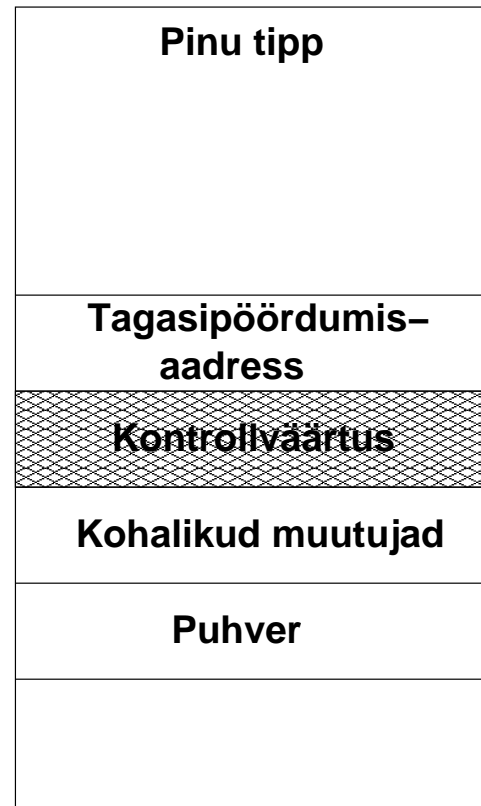 Pinu tipp
Tagasipöördumis–
aadress
Kontrollväärtus
Kohalikud muutujad
Puhver